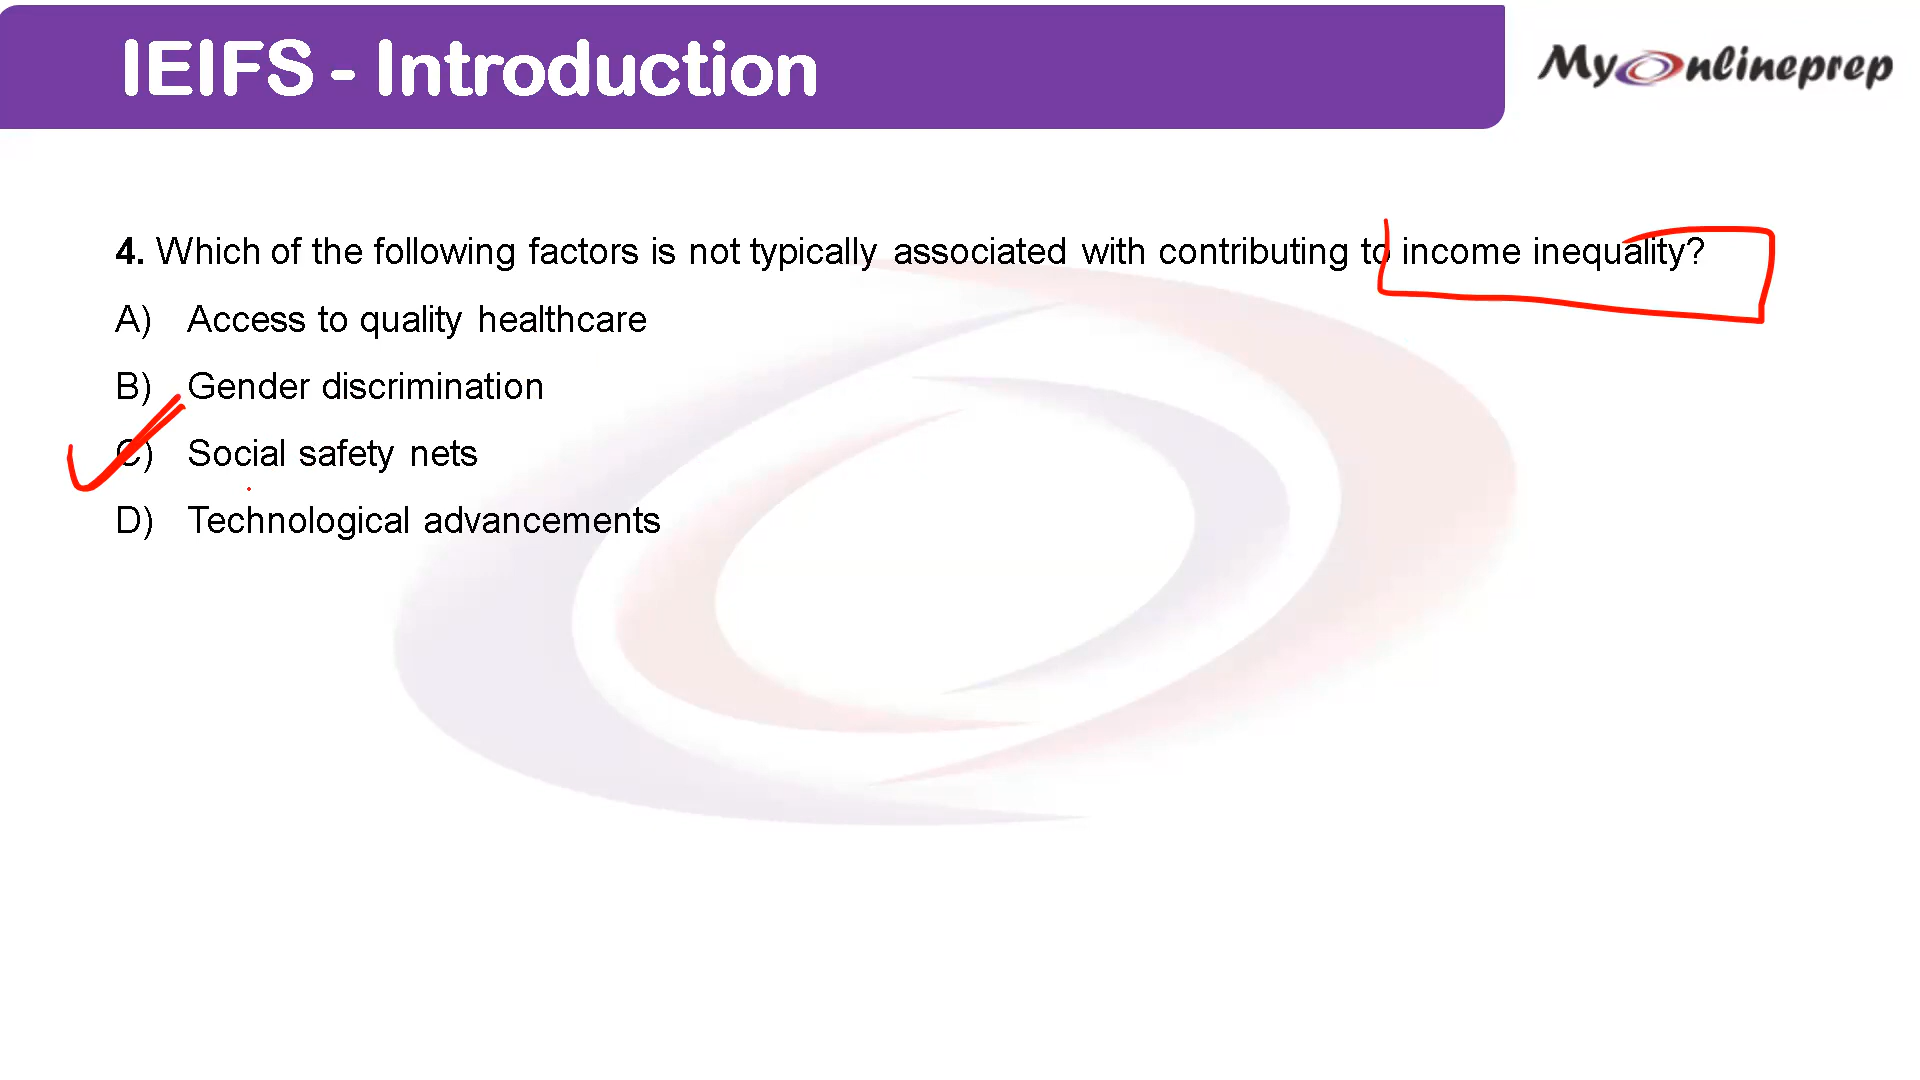 IEIFS - Introduction
MyOnlineprep
4. Which of the following factors is not typically associated with contributing to income inequality?
A) Access to quality healthcare
B) Gender discrimination
C) Social safety nets
D) Technological advancements